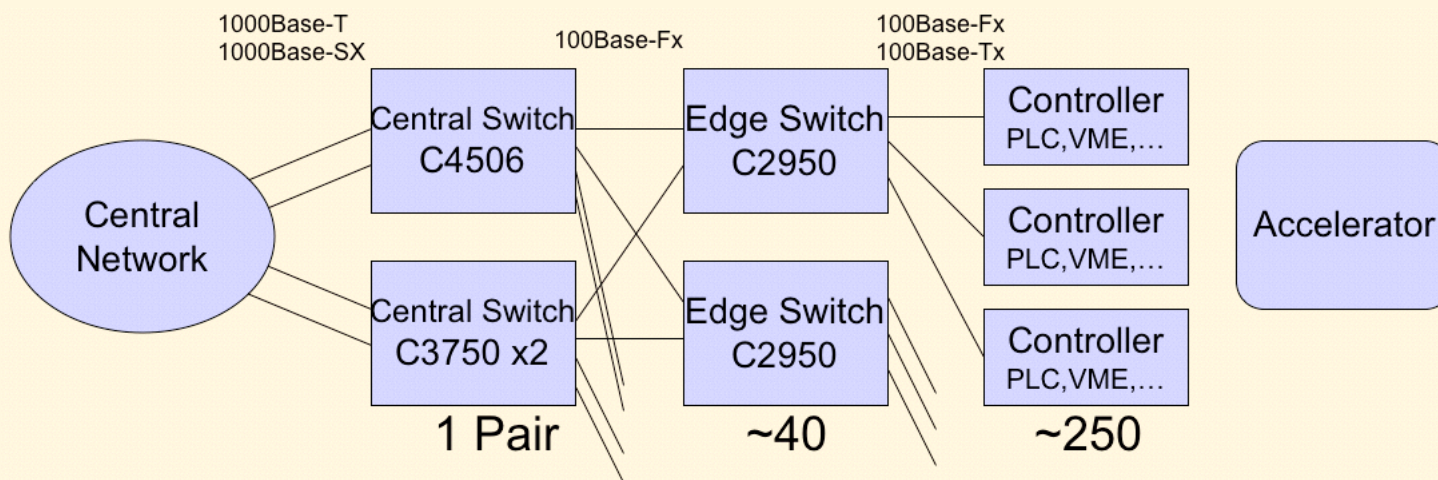 1000Base-T
1000Base-SX
100Base-Fx
100Base-Fx
100Base-Tx
Central
Network
Central Switch
C4506
Central Switch
C3750 x2
1 Pair
Edge Switch
C2950
Edge Switch
C2950
~40
Controller
PLC,VME,…
Controller
PLC,VME,…
Controller
PLC,VME,…
~250
Accelerator